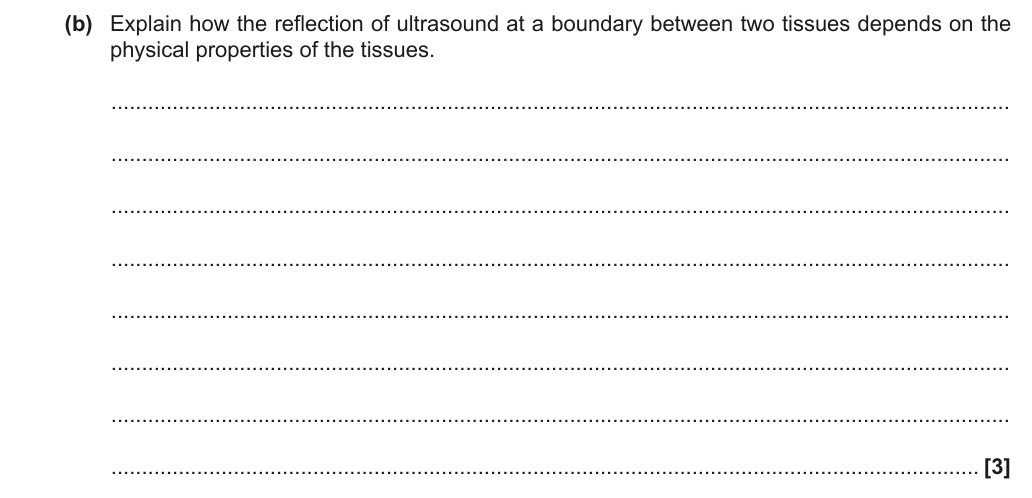 (b) Explain how the reflection of ultrasound at a boundary between two tissues depends on the
physical properties of the tissues.
[3]